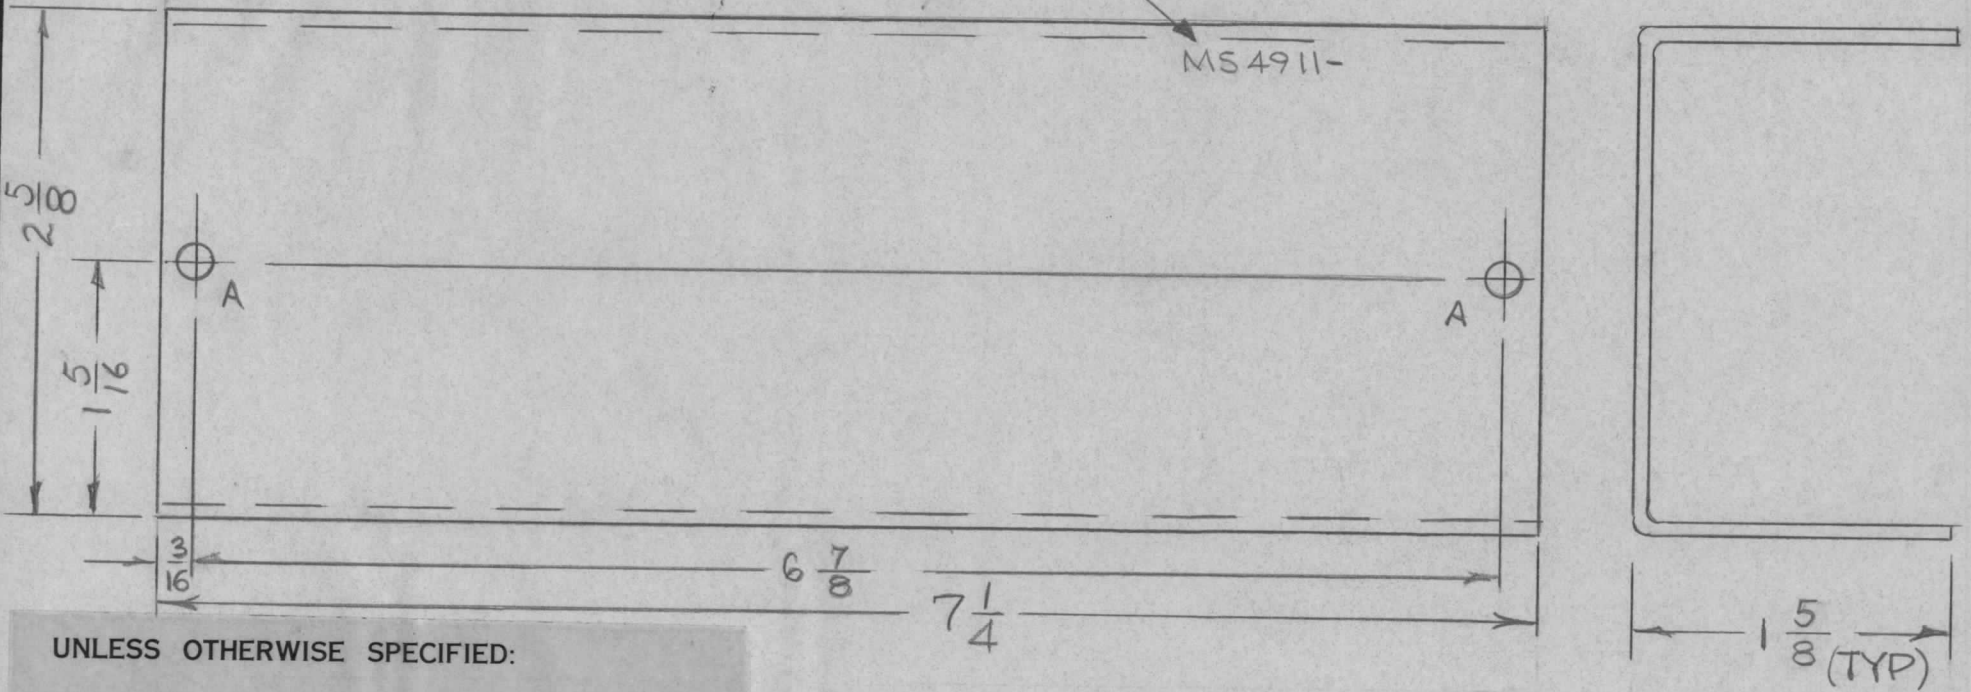 MS4911-
2 5/8
A
A
1 5/16
3/16
6 7/8
7 1/4
1 5/8 (TYP)
UNLESS OTHERWISE SPECIFIED: